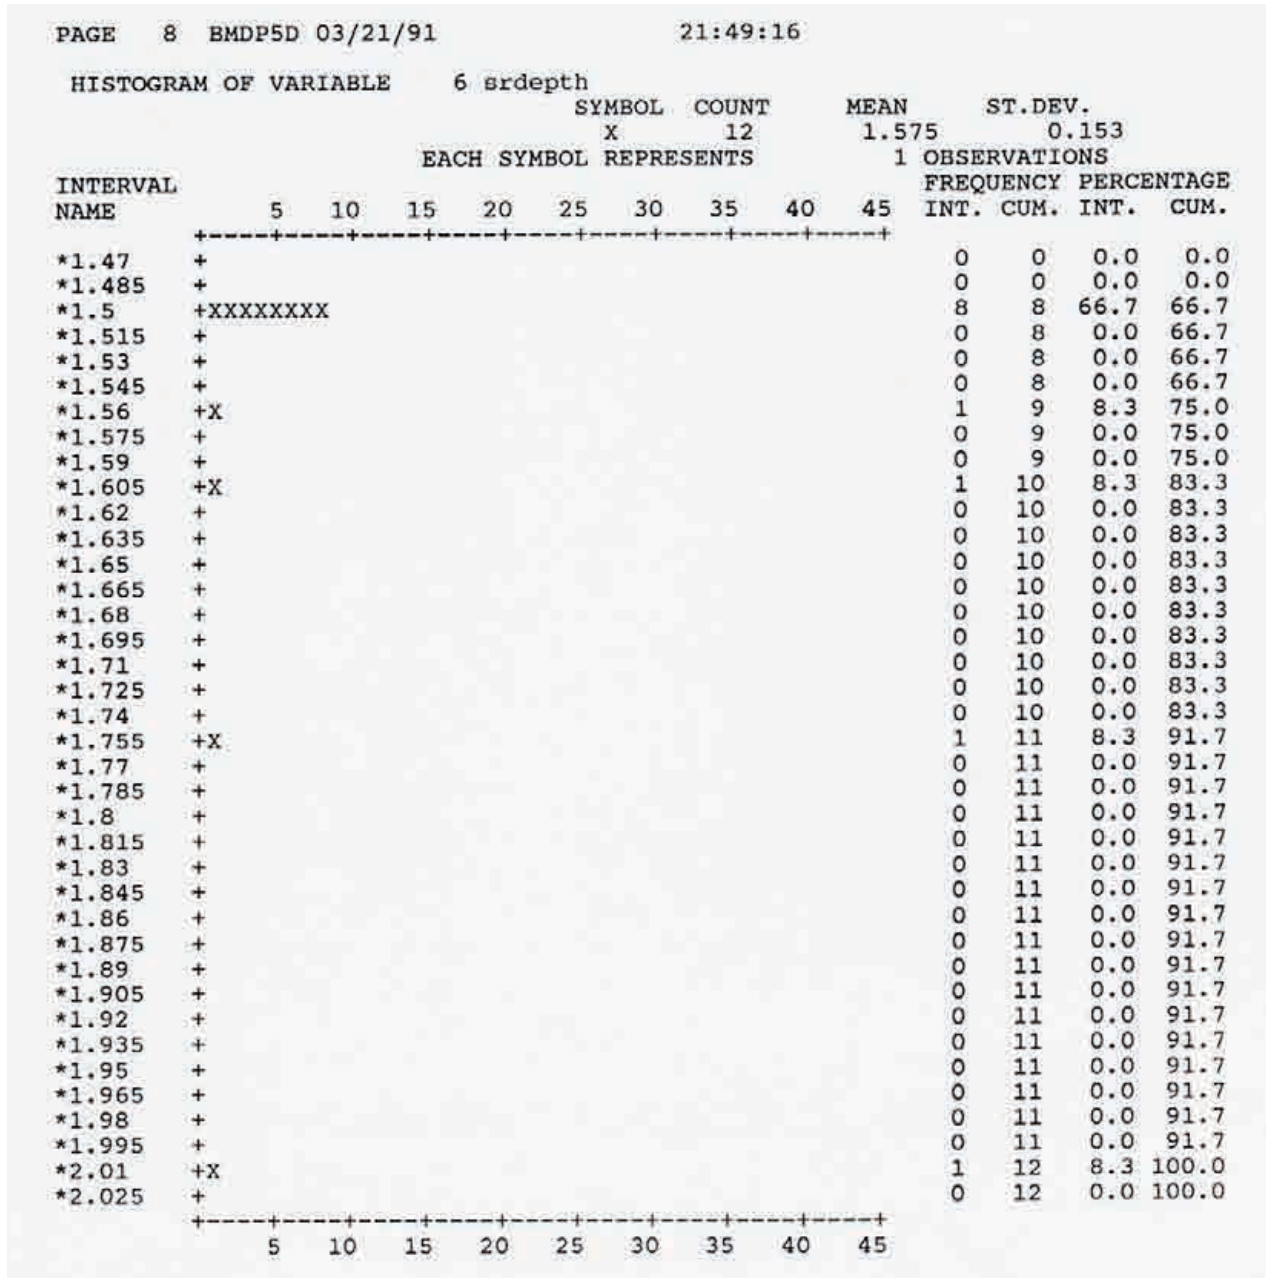 PAGE 8 BMDP5D 03/21/91 21:49:16
HISTOGRAM OF VARIABLE 6 srdepth
SYMBOL COUNT MEAN ST.DEV.
X 12 1.575 0.153
EACH SYMBOL REPRESENTS 1 OBSERVATIONS
INTERVAL FREQUENCY PERCENTAGE
NAME 5 10 15 20 25 30 35 40 45 INT. CUM. INT. CUM.
+----+----+----+----+----+----+----+----+----+
*1.47 + 0 0 0.0 0.0
*1.485 + 0 0 0.0 0.0
*1.5 +XXXXXXXX 8 8 66.7 66.7
*1.515 + 0 8 0.0 66.7
*1.53 + 0 8 0.0 66.7
*1.545 + 0 8 0.0 66.7
*1.56 +X 1 9 8.3 75.0
*1.575 + 0 9 0.0 75.0
*1.59 + 0 9 0.0 75.0
*1.605 +X 1 10 8.3 83.3
*1.62 + 0 10 0.0 83.3
*1.635 + 0 10 0.0 83.3
*1.65 + 0 10 0.0 83.3
*1.665 + 0 10 0.0 83.3
*1.68 + 0 10 0.0 83.3
*1.695 + 0 10 0.0 83.3
*1.71 + 0 10 0.0 83.3
*1.725 + 0 10 0.0 83.3
*1.74 + 0 10 0.0 83.3
*1.755 +X 1 11 8.3 91.7
*1.77 + 0 11 0.0 91.7
*1.785 + 0 11 0.0 91.7
*1.8 + 0 11 0.0 91.7
*1.815 + 0 11 0.0 91.7
*1.83 + 0 11 0.0 91.7
*1.845 + 0 11 0.0 91.7
*1.86 + 0 11 0.0 91.7
*1.875 + 0 11 0.0 91.7
*1.89 + 0 11 0.0 91.7
*1.905 + 0 11 0.0 91.7
*1.92 + 0 11 0.0 91.7
*1.935 + 0 11 0.0 91.7
*1.95 + 0 11 0.0 91.7
*1.965 + 0 11 0.0 91.7
*1.98 + 0 11 0.0 91.7
*1.995 + 0 11 0.0 91.7
*2.01 +X 1 12 8.3 100.0
*2.025 + 0 12 0.0 100.0
+----+----+----+----+----+----+----+----+----+
5 10 15 20 25 30 35 40 45